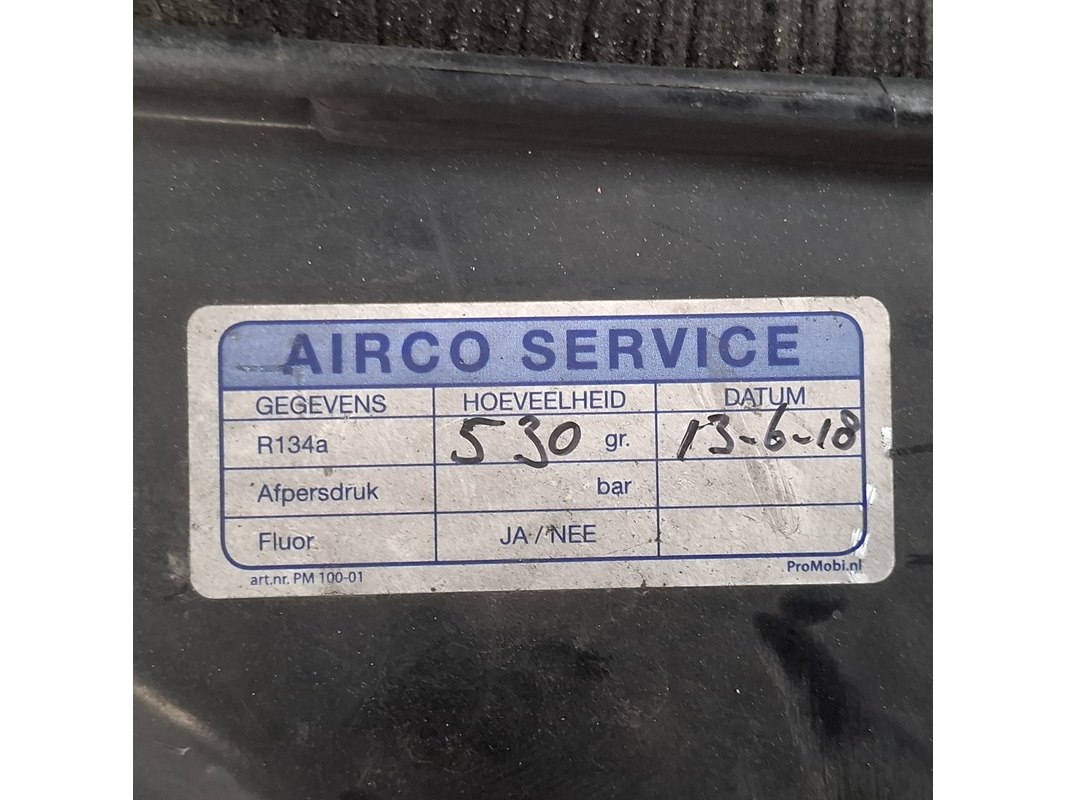 AIRCO SERVICE
GEGEVENS HOEVEELHEID DATUM
R134a 530 gr. 13-6-18
Afpersdruk bar
Fluor JA / NEE
art.nr. PM 100-01 ProMobi.nl